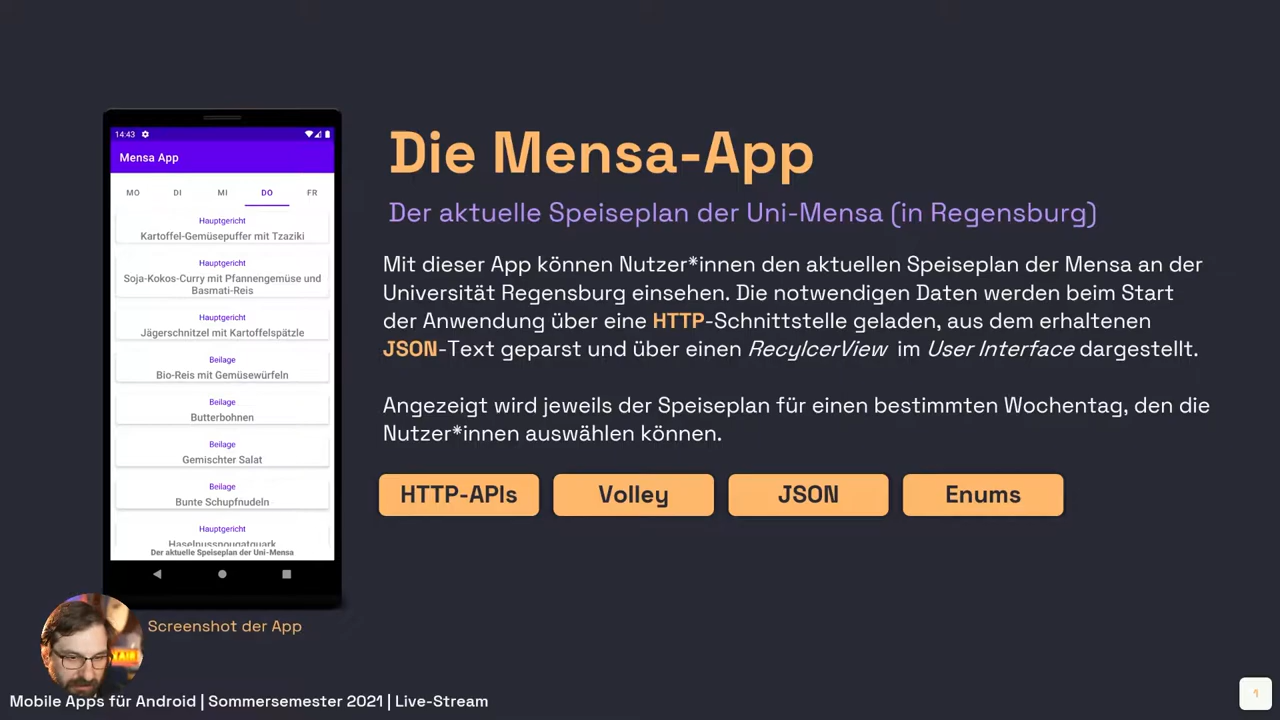 14:43
Mensa App
MO DI MI DO FR
Hauptgericht
Kartoffel-Gemüsepuffer mit Tzaziki
Hauptgericht
Soja-Kokos-Curry mit Pfannengemüse und
Basmati-Reis
Hauptgericht
Jägerschnitzel mit Kartoffelspätzle
Beilage
Bio-Reis mit Gemüsewürfeln
Beilage
Butterbohnen
Beilage
Gemischter Salat
Beilage
Bunte Schupfnudeln
Hauptgericht
Haselnussnougatquark
Der aktuelle Speiseplan der Uni-Mensa
Screenshot der App
Die Mensa-App
Der aktuelle Speiseplan der Uni-Mensa (in Regensburg)
Mit dieser App können Nutzer*innen den aktuellen Speiseplan der Mensa an der
Universität Regensburg einsehen. Die notwendigen Daten werden beim Start
der Anwendung über eine HTTP-Schnittstelle geladen, aus dem erhaltenen
JSON-Text geparst und über einen RecylcerView im User Interface dargestellt.
Angezeigt wird jeweils der Speiseplan für einen bestimmten Wochentag, den die
Nutzer*innen auswählen können.
HTTP-APIs
Volley
JSON
Enums
Mobile Apps für Android | Sommersemester 2021 | Live-Stream
1